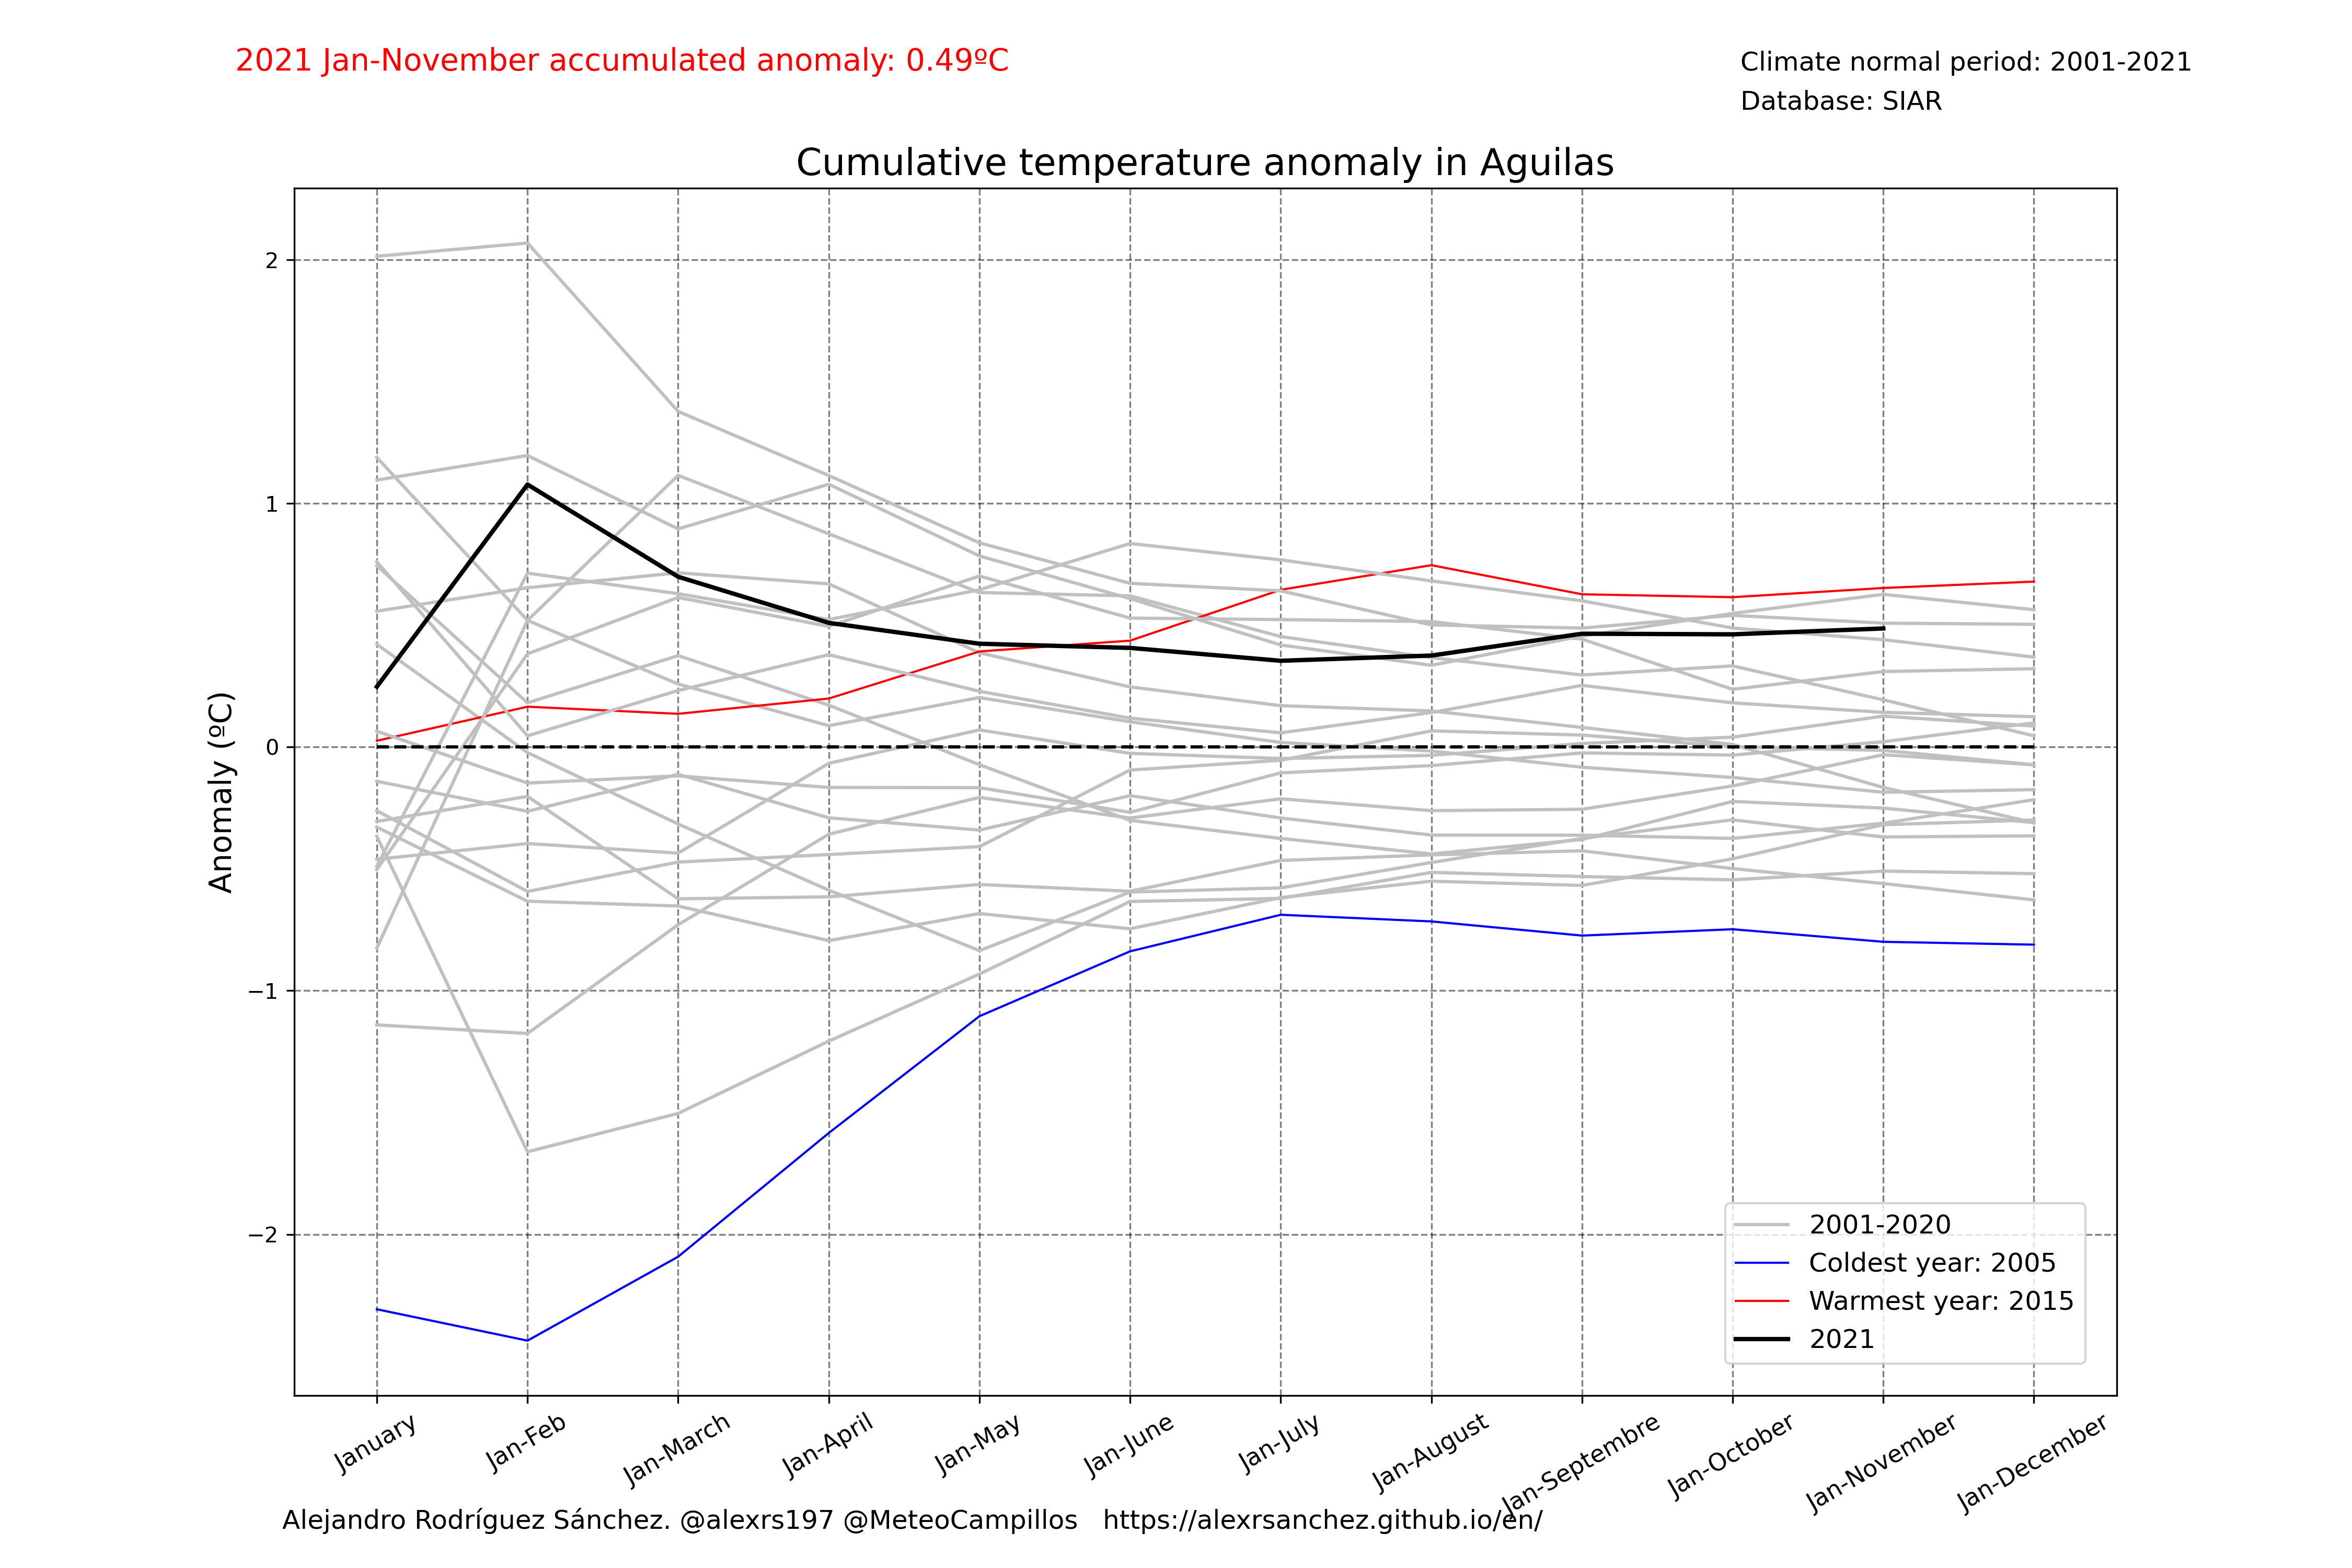 2021 Jan-November accumulated anomaly: 0.49ºC
Climate normal period: 2001-2021
Database: SIAR
Cumulative temperature anomaly in Aguilas
Anomaly (ºC)
2
1
0
−1
−2
2001-2020
Coldest year: 2005
Warmest year: 2015
2021
January
Jan-Feb
Jan-March
Jan-April
Jan-May
Jan-June
Jan-July
Jan-August
Jan-Septembre
Jan-October
Jan-November
Jan-December
Alejandro Rodríguez Sánchez. @alexrs197 @MeteoCampillos https://alexrsanchez.github.io/en/